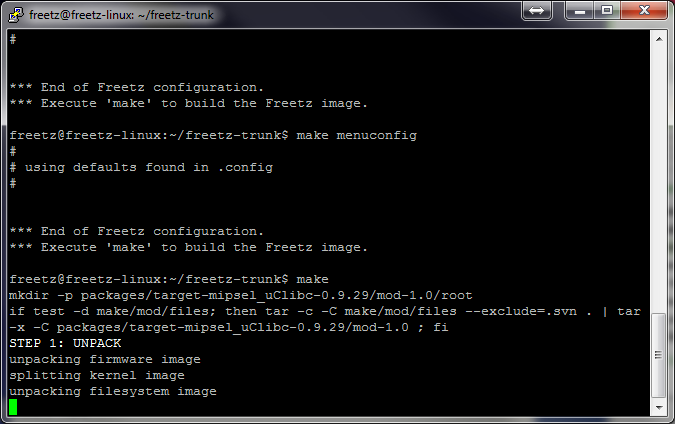 freetz@freetz-linux: ~/freetz-trunk
#
*** End of Freetz configuration.
*** Execute 'make' to build the Freetz image.
freetz@freetz-linux:~/freetz-trunk$ make menuconfig
#
# using defaults found in .config
#
*** End of Freetz configuration.
*** Execute 'make' to build the Freetz image.
freetz@freetz-linux:~/freetz-trunk$ make
mkdir -p packages/target-mipsel_uClibc-0.9.29/mod-1.0/root
if test -d make/mod/files; then tar -c -C make/mod/files --exclude=.svn . | tar
-x -C packages/target-mipsel_uClibc-0.9.29/mod-1.0 ; fi
STEP 1: UNPACK
unpacking firmware image
splitting kernel image
unpacking filesystem image